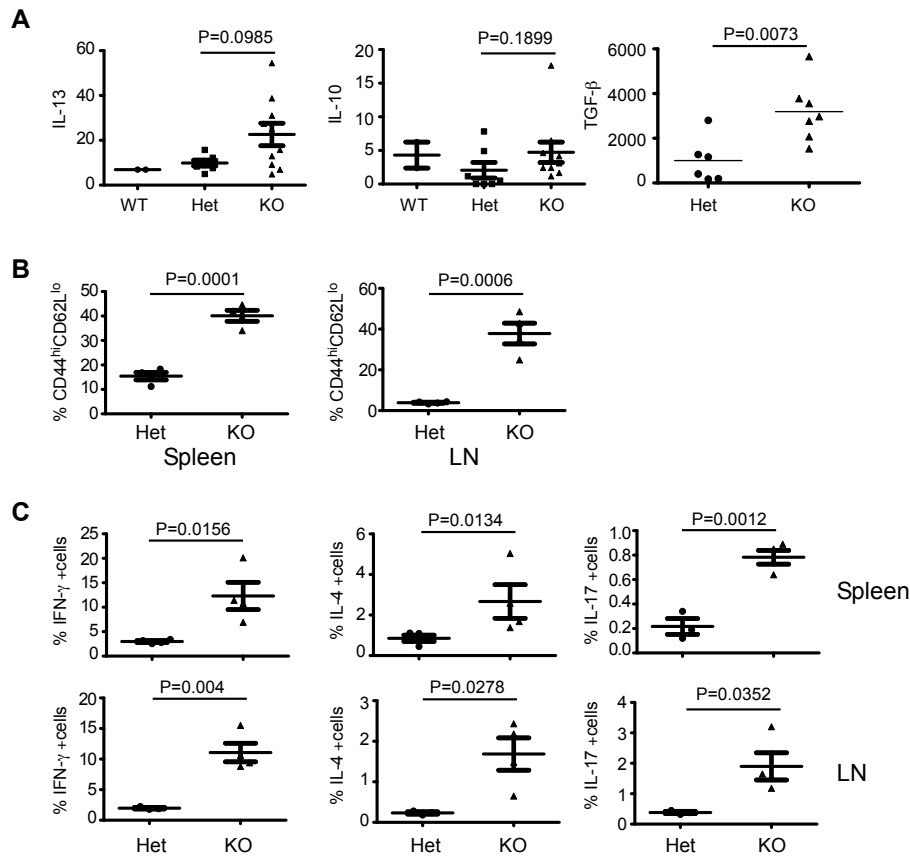 A
P=0.0985
IL-13
60
40
20
0
WT Het KO
P=0.1899
IL-10
20
15
10
5
0
WT Het KO
P=0.0073
TGF-β
6000
4000
2000
0
Het KO
B
P=0.0001
% CD44hiCD62Llo
50
40
30
20
10
0
Het KO
Spleen
P=0.0006
% CD44hiCD62Llo
60
40
20
0
Het KO
LN
C
P=0.0156
% IFN-γ +cells
25
20
15
10
5
0
P=0.0134
% IL-4 +cells
6
4
2
0
P=0.0012
% IL-17 +cells
1.0
0.8
0.6
0.4
0.2
0.0
Spleen
P=0.004
% IFN-γ +cells
20
15
10
5
0
Het KO
P=0.0278
% IL-4 +cells
3
2
1
0
Het KO
P=0.0352
% IL-17 +cells
4
3
2
1
0
Het KO
LN